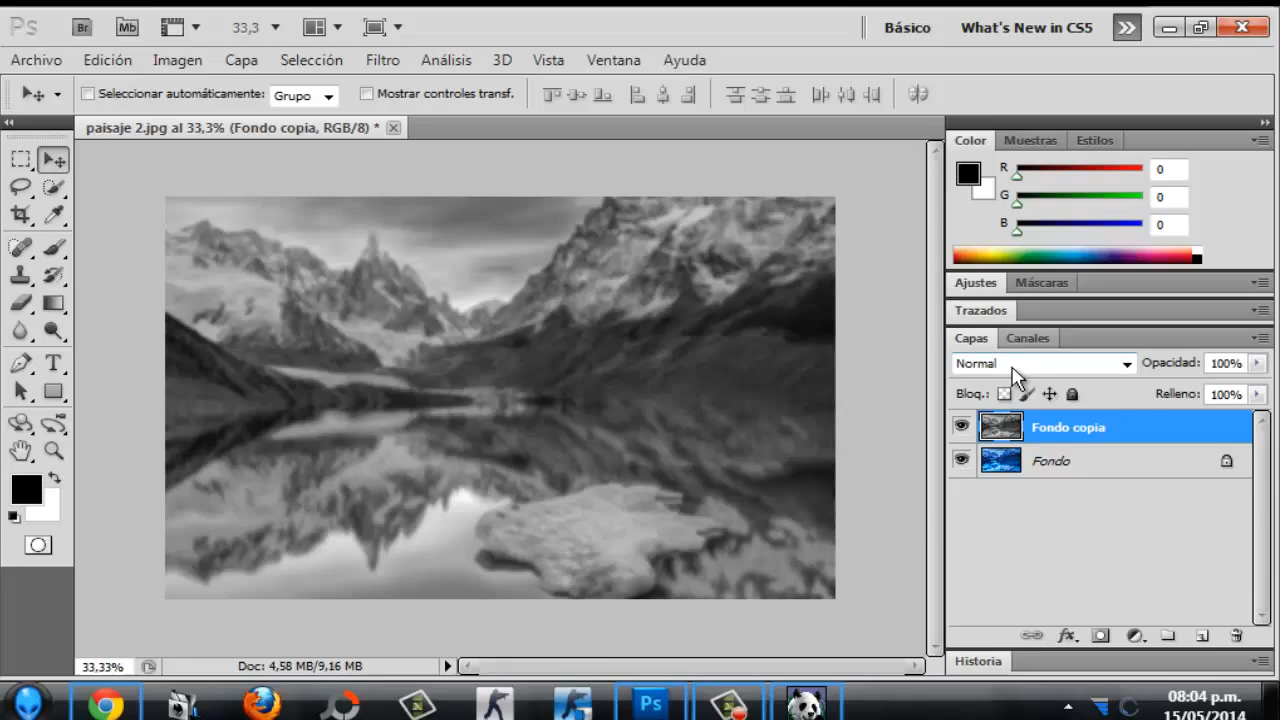 Ps Br Mb 33,3 Básico What's New in CS5
Archivo Edición Imagen Capa Selección Filtro Análisis 3D Vista Ventana Ayuda
Seleccionar automáticamente: Grupo Mostrar controles transf.
paisaje 2.jpg al 33,3% (Fondo copia, RGB/8) *
Color Muestras Estilos
R 0
G 0
B 0
Ajustes Máscaras
Trazados
Capas Canales
Normal Opacidad: 100%
Bloq.: Relleno: 100%
Fondo copia
Fondo
T
fx
Historia
33,33% Doc: 4,58 MB/9,16 MB
Ps
08:04 p.m.
15/05/2014